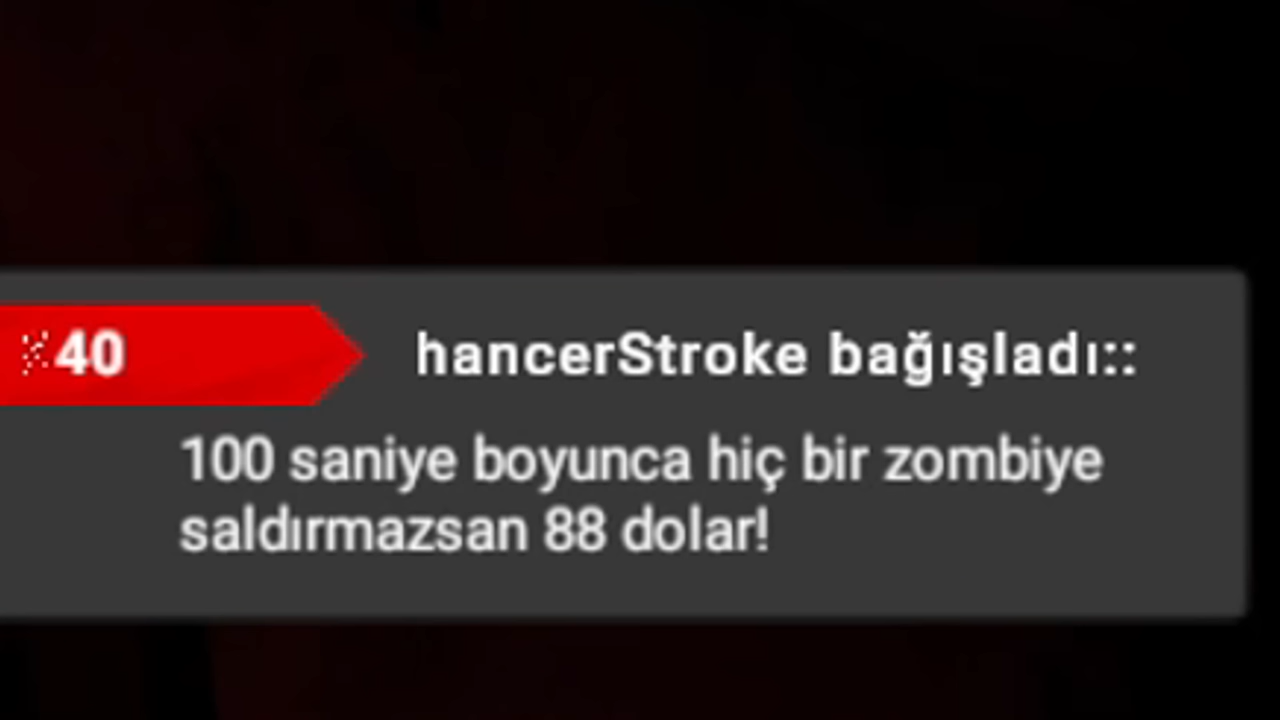 40
hancerStroke bağışladı::
100 saniye boyunca hiç bir zombiye
saldırmazsan 88 dolar!